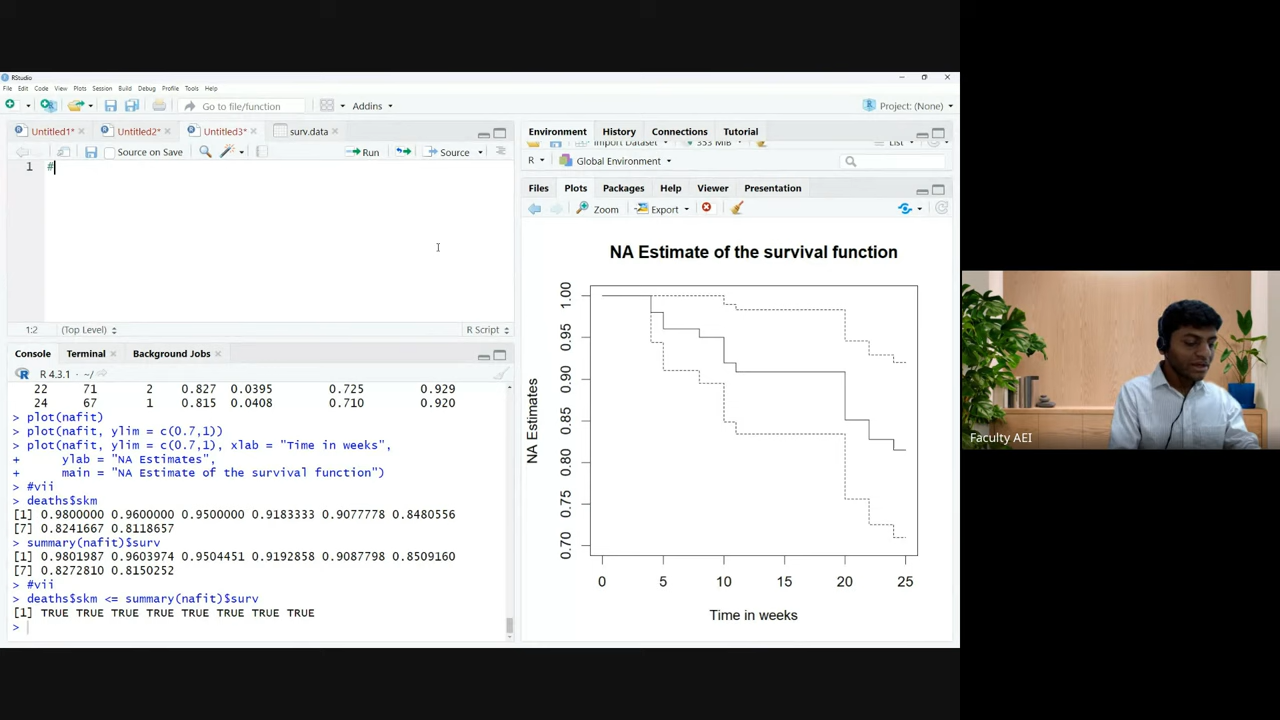 RStudio
File Edit Code View Plots Session Build Debug Profile Tools Help
Go to file/function
Addins
Project: (None)
Untitled1*
Untitled2*
Untitled3*
surv.data
Source on Save
Run
Source
1
#
1:2
(Top Level)
R Script
Console
Terminal
Background Jobs
R 4.3.1 · ~/
22 71 2 0.827 0.0395 0.725 0.929
24 67 1 0.815 0.0408 0.710 0.920
> plot(nafit)
> plot(nafit, ylim = c(0.7,1))
> plot(nafit, ylim = c(0.7,1), xlab = "Time in weeks",
+ ylab = "NA Estimates",
+ main = "NA Estimate of the survival function")
> #vii
> deaths$skm
[1] 0.9800000 0.9600000 0.9500000 0.9183333 0.9077778 0.8480556
[7] 0.8241667 0.8118657
> summary(nafit)$surv
[1] 0.9801987 0.9603974 0.9504451 0.9192858 0.9087798 0.8509160
[7] 0.8272810 0.8150252
> #vii
> deaths$skm <= summary(nafit)$surv
[1] TRUE TRUE TRUE TRUE TRUE TRUE TRUE TRUE
>
Environment
History
Connections
Tutorial
Import Dataset
353 MiB
List
R
Global Environment
Files
Plots
Packages
Help
Viewer
Presentation
Zoom
Export
NA Estimate of the survival function
NA Estimates
1.00
0.95
0.90
0.85
0.80
0.75
0.70
0 5 10 15 20 25
Time in weeks
Faculty AEI